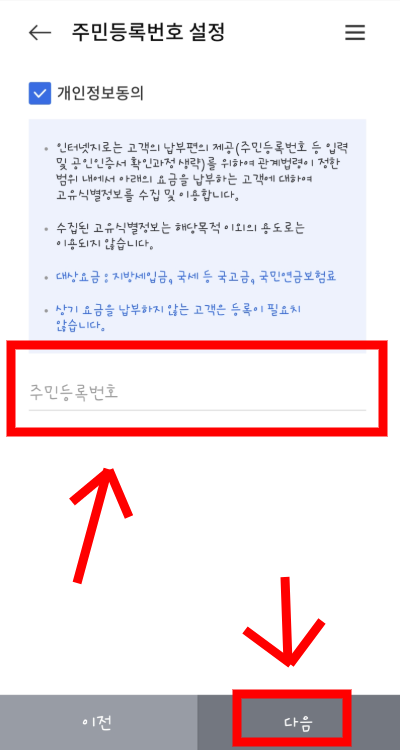 주민등록번호 설정
개인정보동의
인터넷지로는 고객의 납부편의 제공(주민등록번호 등 입력
및 공인인증서 확인과정 생략)를 위하여 관계법령이 정한
범위 내에서 아래의 요금을 납부하는 고객에 대하여
고유식별정보를 수집 및 이용합니다.
수집된 고유식별정보는 해당목적 이외의 용도로는
이용되지 않습니다.
대상요금 : 지방세입금, 국세 등 국고금, 국민연금보험료
상기 요금을 납부하지 않는 고객은 등록이 필요치
않습니다.
주민등록번호
이전
다음